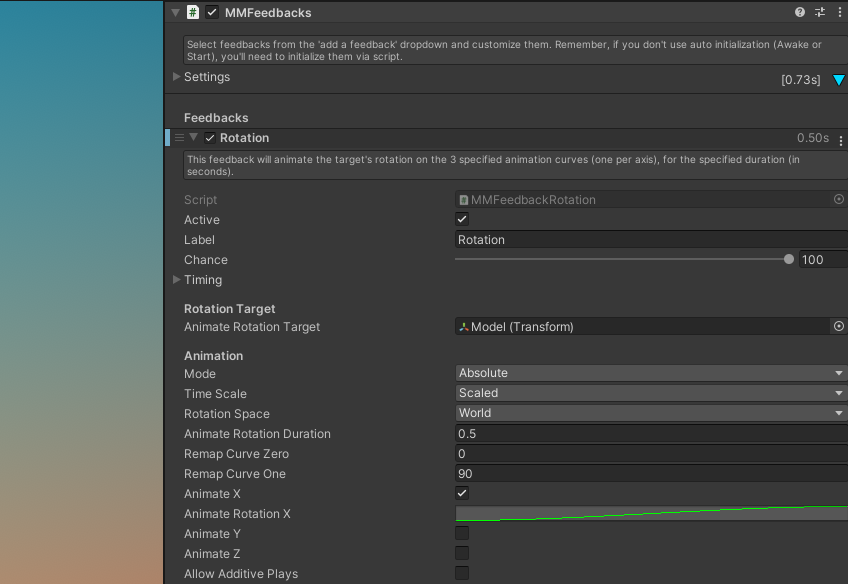 MMFeedbacks
Select feedbacks from the 'add a feedback' dropdown and customize them. Remember, if you don't use auto initialization (Awake or
Start), you'll need to initialize them via script.
Settings
[0.73s]
Feedbacks
Rotation 0.50s
This feedback will animate the target's rotation on the 3 specified animation curves (one per axis), for the specified duration (in
seconds).
Script MMFeedbackRotation
Active
Label Rotation
Chance 100
Timing
Rotation Target
Animate Rotation Target Model (Transform)
Animation
Mode Absolute
Time Scale Scaled
Rotation Space World
Animate Rotation Duration 0.5
Remap Curve Zero 0
Remap Curve One 90
Animate X
Animate Rotation X
Animate Y
Animate Z
Allow Additive Plays